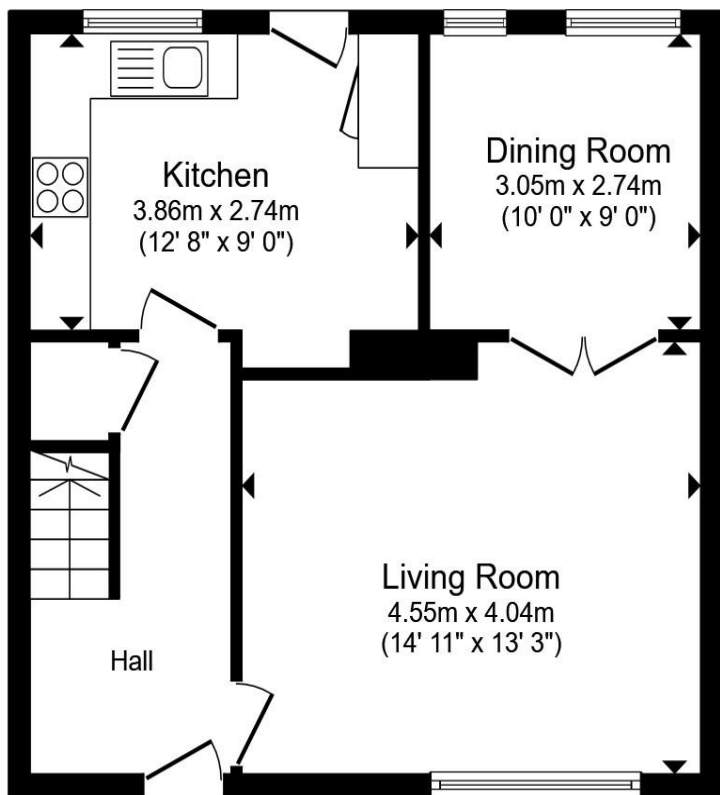 Kitchen
3.86m x 2.74m
(12' 8" x 9' 0")
Dining Room
3.05m x 2.74m
(10' 0" x 9' 0")
Living Room
4.55m x 4.04m
(14' 11" x 13' 3")
Hall